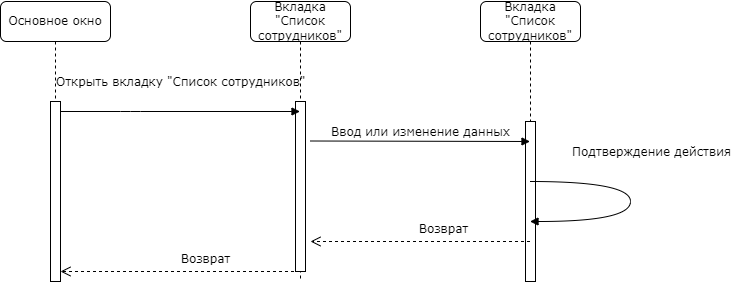 Основное окно
Вкладка
"Список
сотрудников"
Вкладка
"Список
сотрудников"
Открыть вкладку "Список сотрудников"
Ввод или изменение данных
Подтверждение действия
Возврат
Возврат